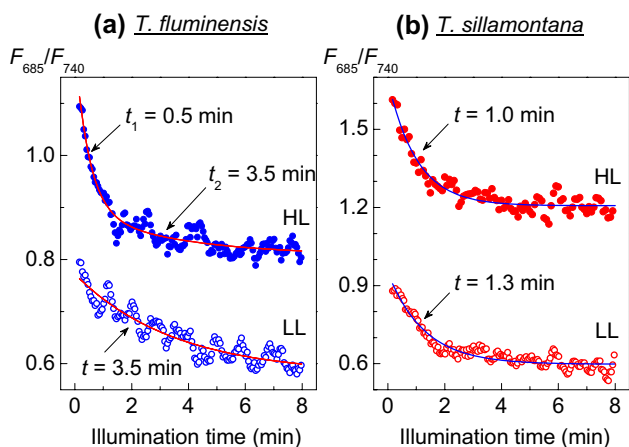 (a) T. fluminensis
F685/F740
t1 = 0.5 min
t2 = 3.5 min
HL
LL
t = 3.5 min
1.0
0.8
0.6
0 2 4 6 8
Illumination time (min)
(b) T. sillamontana
F685/F740
t = 1.0 min
HL
t = 1.3 min
LL
1.5
1.2
0.9
0.6
0 2 4 6 8
Illumination time (min)